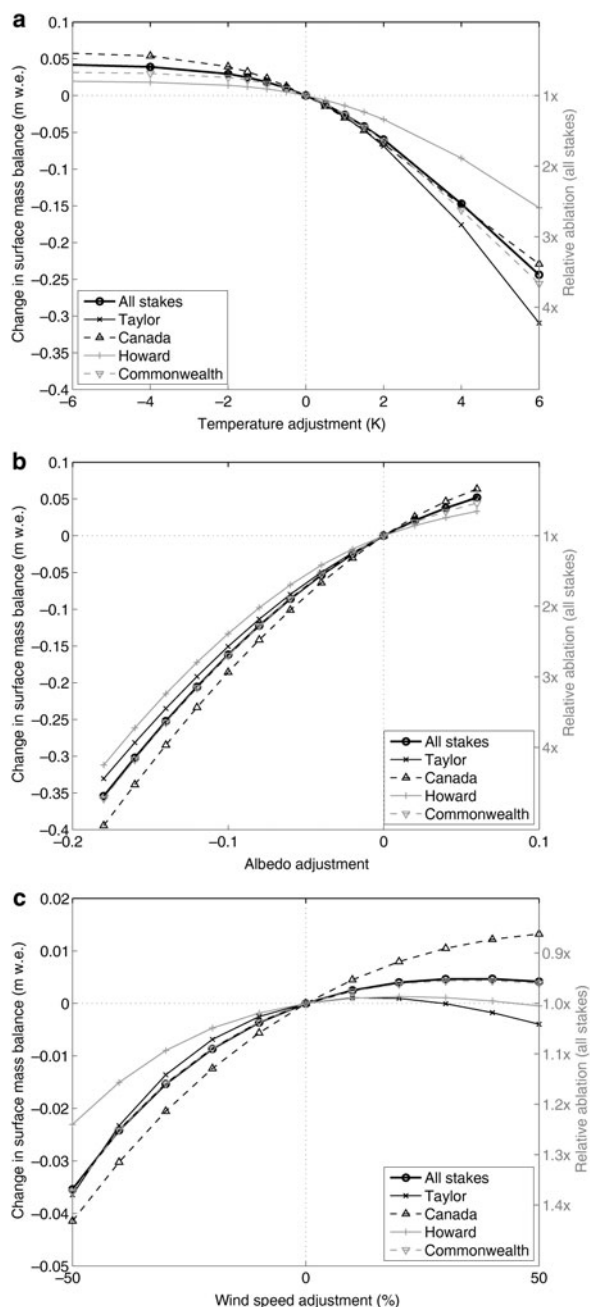 a
0.1
0.05
0
−0.05
−0.1
−0.15
−0.2
−0.25
−0.3
−0.35
−0.4
Change in surface mass balance (m w.e.)
1x
2x
3x
4x
Relative ablation (all stakes)
All stakes
Taylor
Canada
Howard
Commonwealth
−6
−4
−2
0
2
4
6
Temperature adjustment (K)
b
0.1
0.05
0
−0.05
−0.1
−0.15
−0.2
−0.25
−0.3
−0.35
−0.4
Change in surface mass balance (m w.e.)
1x
2x
3x
4x
Relative ablation (all stakes)
All stakes
Taylor
Canada
Howard
Commonwealth
−0.2
−0.1
0
0.1
Albedo adjustment
c
0.02
0.01
0
−0.01
−0.02
−0.03
−0.04
−0.05
Change in surface mass balance (m w.e.)
0.9x
1.0x
1.1x
1.2x
1.3x
1.4x
Relative ablation (all stakes)
All stakes
Taylor
Canada
Howard
Commonwealth
−50
0
50
Wind speed adjustment (%)